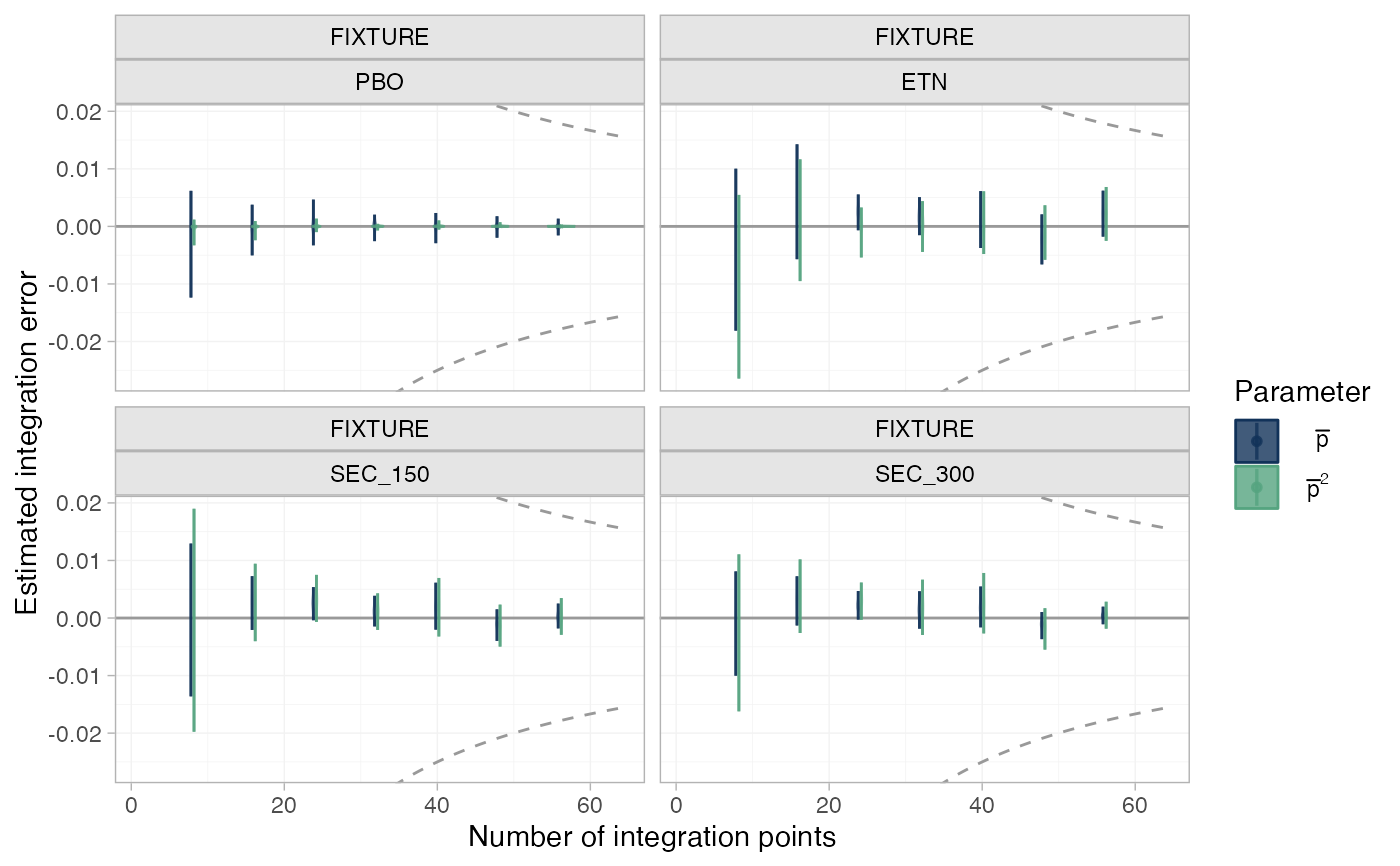 FIXTURE
FIXTURE
PBO
ETN
0.02
0.01
0.00
-0.01
-0.02
FIXTURE
FIXTURE
SEC_150
SEC_300
0.02
0.01
0.00
-0.01
-0.02
0 20 40 60
0 20 40 60
Number of integration points
Estimated integration error
Parameter
p̅
p̅²